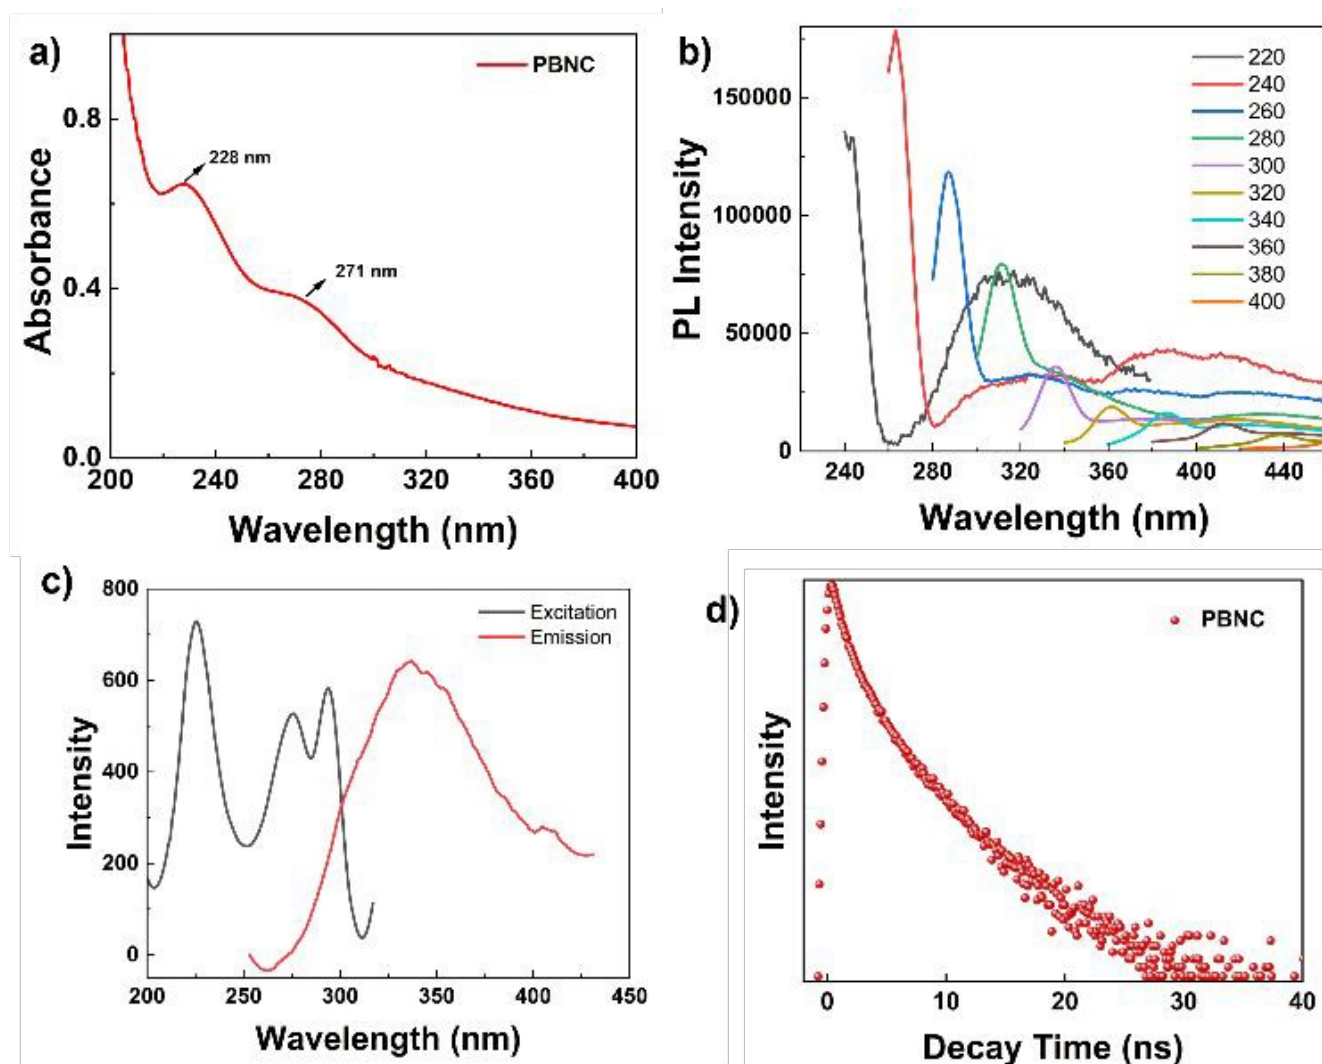 a)
PBNC
228 nm
271 nm
0.8
0.4
0.0
Absorbance
200 240 280 320 360 400
Wavelength (nm)
b)
220
240
260
280
300
320
340
360
380
400
150000
100000
50000
0
PL Intensity
240 280 320 360 400 440
Wavelength (nm)
c)
Excitation
Emission
800
600
400
200
0
Intensity
200 250 300 350 400 450
Wavelength (nm)
d)
PBNC
Intensity
0 10 20 30 40
Decay Time (ns)